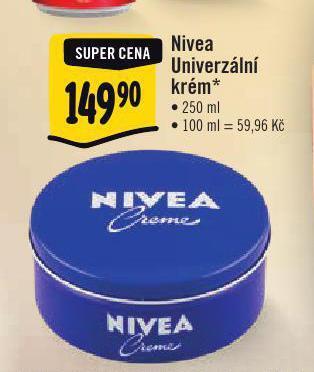 SUPER CENA
149 90
Nivea
Univerzální
krém*
• 250 ml
• 100 ml = 59,96 Kč
NIVEA
Creme
NIVEA
Creme